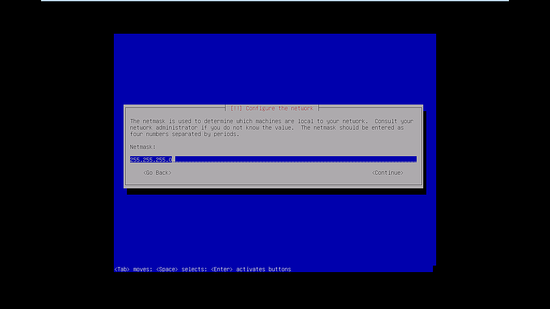 [!!] Configure the network
The netmask is used to determine which machines are local to your network. Consult your
network administrator if you do not know the value. The netmask should be entered as
four numbers separated by periods.
Netmask:
255.255.255.0
<Go Back>
<Continue>
<Tab> moves; <Space> selects; <Enter> activates buttons